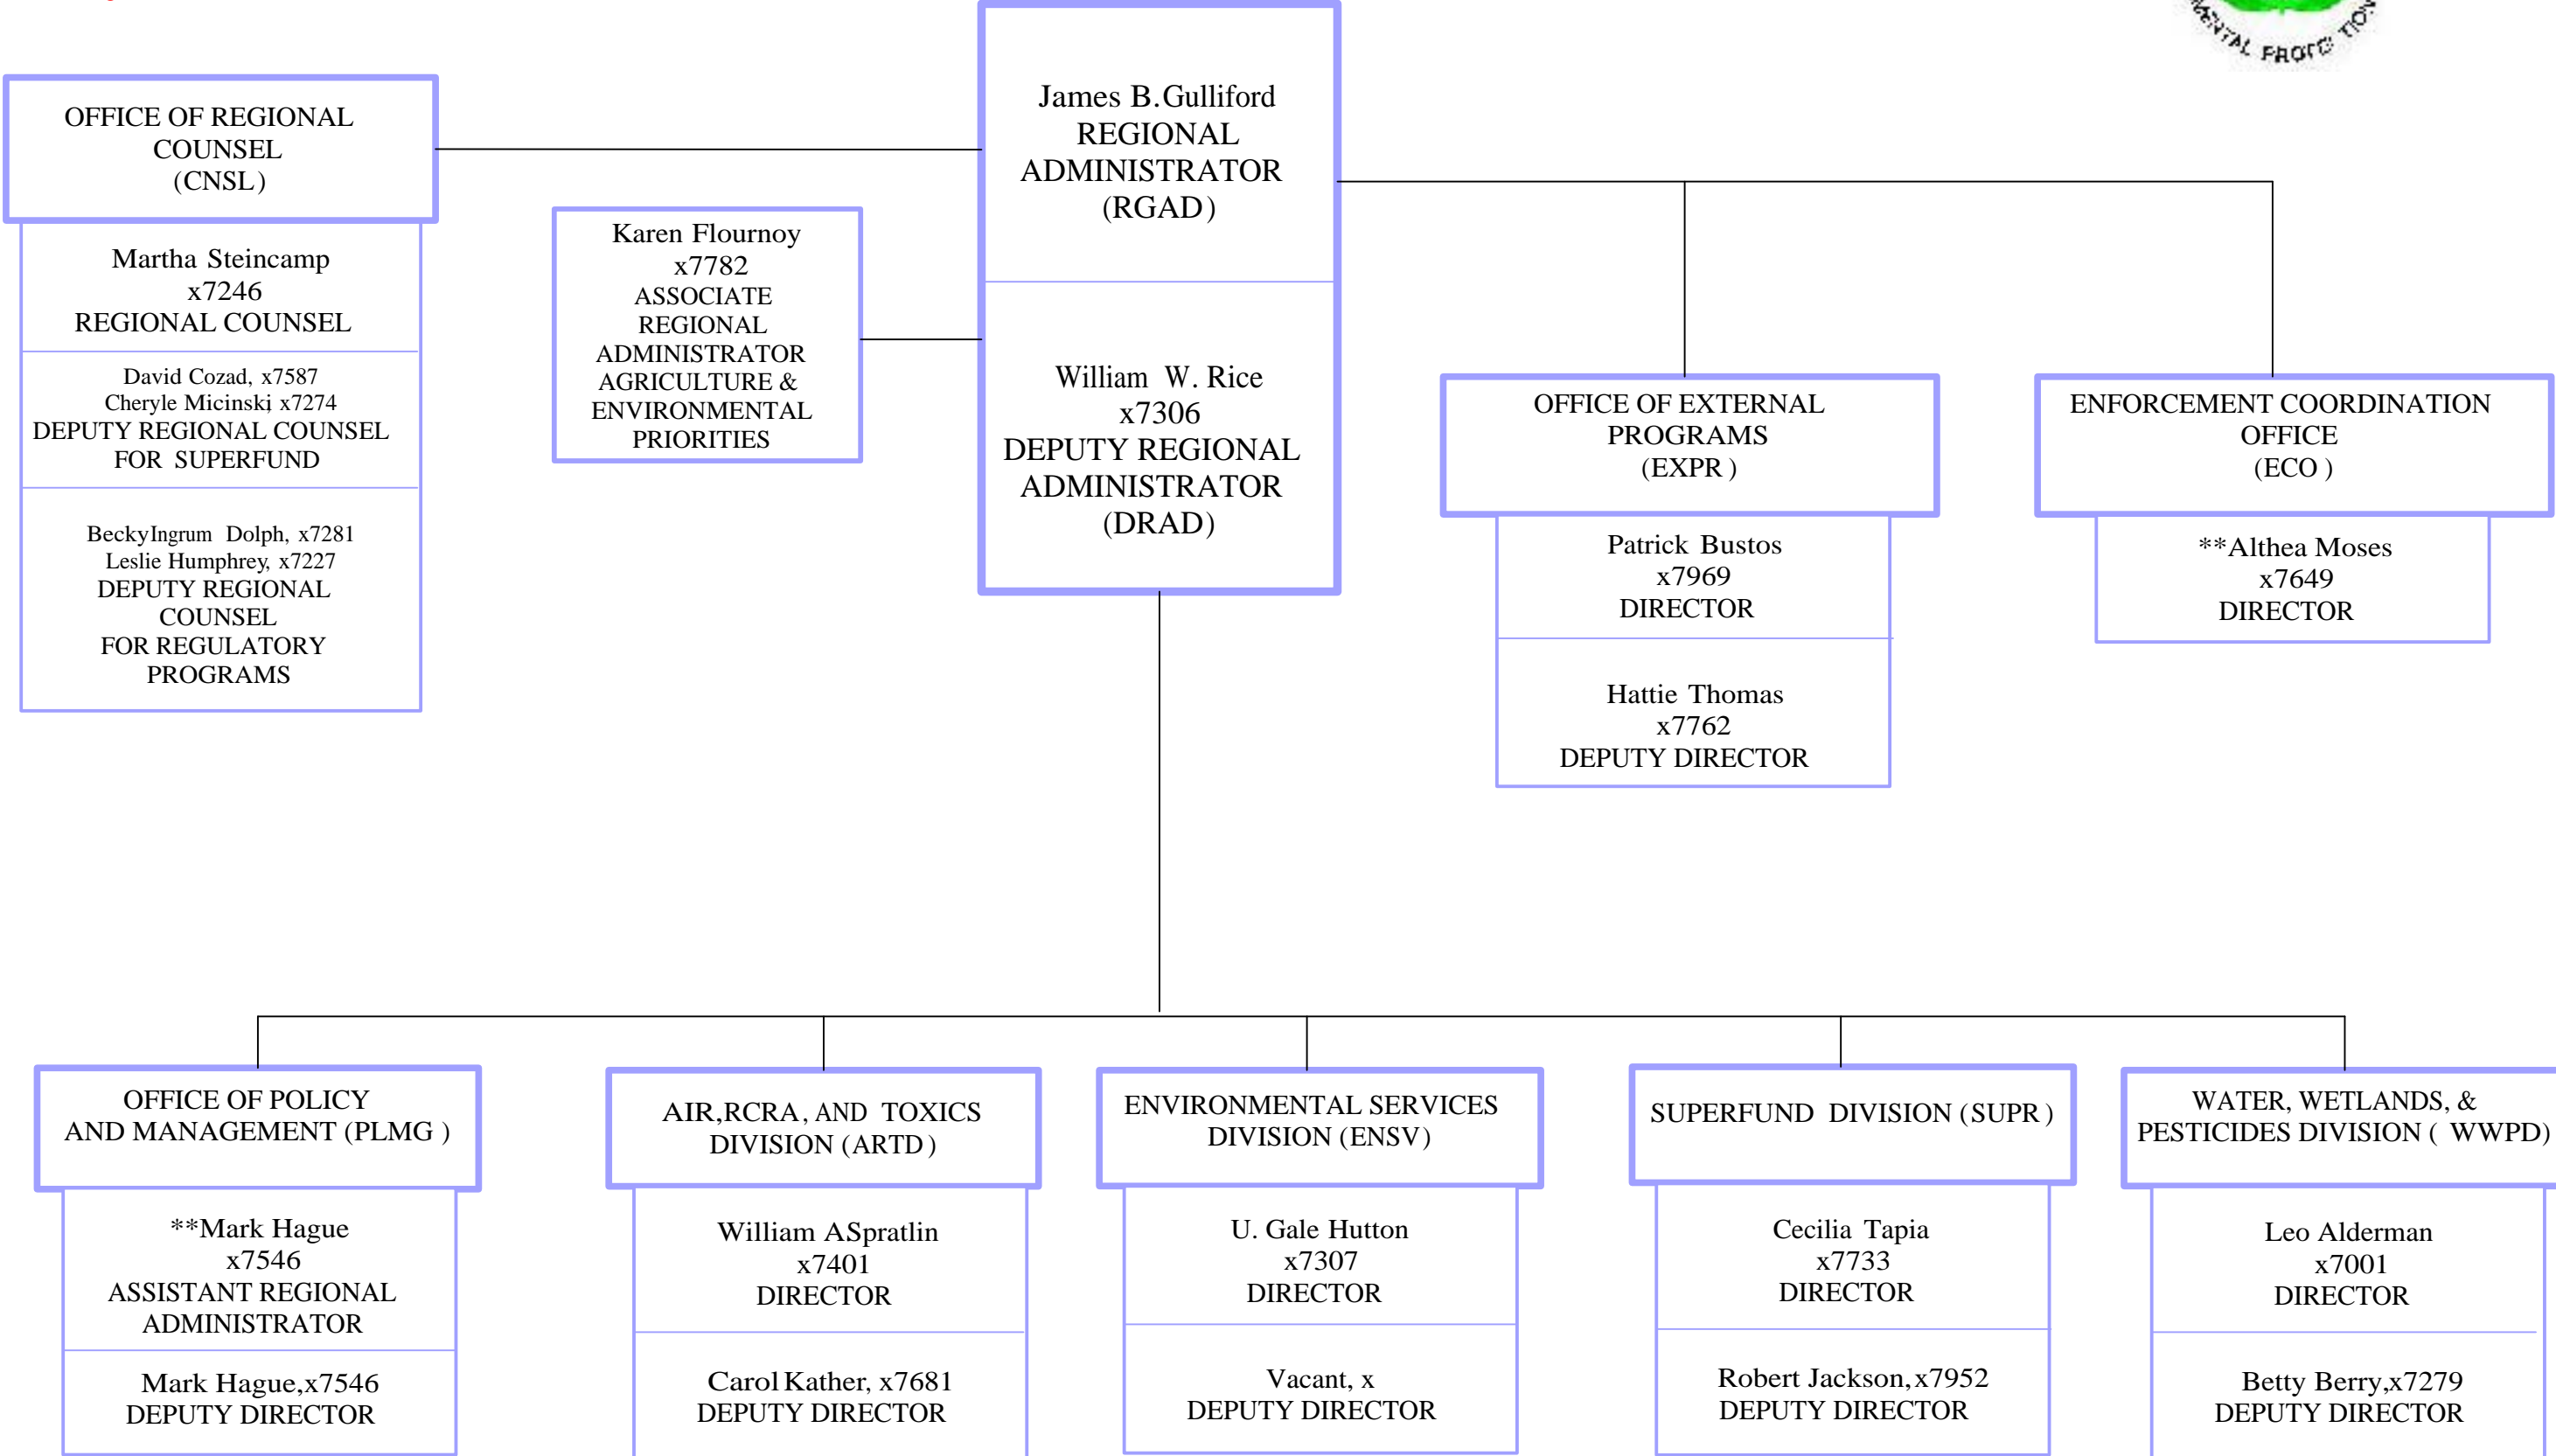 MENTAL PROTE TION
OFFICE OF REGIONAL
COUNSEL
(CNSL)
Martha Steincamp
x7246
REGIONAL COUNSEL
David Cozad, x7587
Cheryle Micinski, x7274
DEPUTY REGIONAL COUNSEL
FOR SUPERFUND
BeckyIngrum Dolph, x7281
Leslie Humphrey, x7227
DEPUTY REGIONAL
COUNSEL
FOR REGULATORY
PROGRAMS
Karen Flournoy
x7782
ASSOCIATE
REGIONAL
ADMINISTRATOR
AGRICULTURE &
ENVIRONMENTAL
PRIORITIES
James B.Gulliford
REGIONAL
ADMINISTRATOR
(RGAD)
William W. Rice
x7306
DEPUTY REGIONAL
ADMINISTRATOR
(DRAD)
OFFICE OF EXTERNAL
PROGRAMS
(EXPR )
Patrick Bustos
x7969
DIRECTOR
Hattie Thomas
x7762
DEPUTY DIRECTOR
ENFORCEMENT COORDINATION
OFFICE
(ECO )
**Althea Moses
x7649
DIRECTOR
OFFICE OF POLICY
AND MANAGEMENT (PLMG )
**Mark Hague
x7546
ASSISTANT REGIONAL
ADMINISTRATOR
Mark Hague,x7546
DEPUTY DIRECTOR
AIR,RCRA, AND TOXICS
DIVISION (ARTD )
William ASpratlin
x7401
DIRECTOR
Carol Kather, x7681
DEPUTY DIRECTOR
ENVIRONMENTAL SERVICES
DIVISION (ENSV)
U. Gale Hutton
x7307
DIRECTOR
Vacant, x
DEPUTY DIRECTOR
SUPERFUND DIVISION (SUPR )
Cecilia Tapia
x7733
DIRECTOR
Robert Jackson,x7952
DEPUTY DIRECTOR
WATER, WETLANDS, &
PESTICIDES DIVISION ( WWPD)
Leo Alderman
x7001
DIRECTOR
Betty Berry,x7279
DEPUTY DIRECTOR